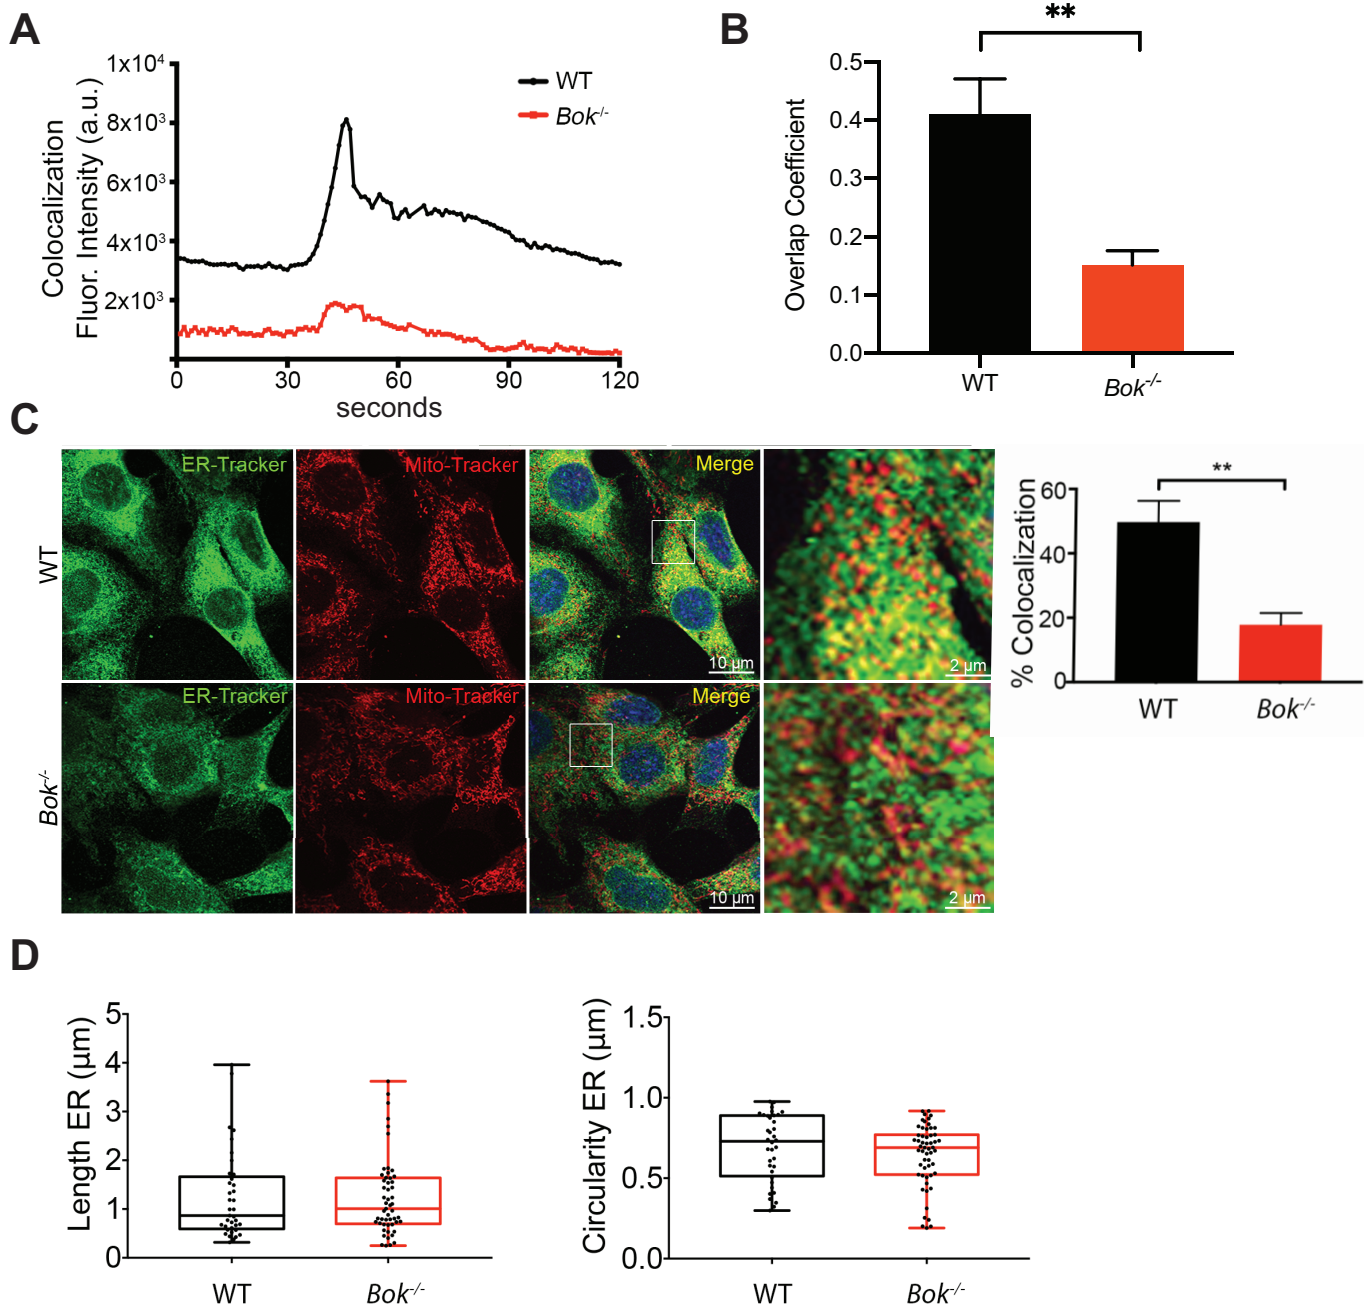 A
Colocalization
Fluor. Intensity (a.u.)
1x10⁴
8x10³
6x10³
4x10³
2x10³
0 30 60 90 120
seconds
WT
Bok-/-
B
**
Overlap Coefficient
0.5
0.4
0.3
0.2
0.1
0.0
WT Bok-/-
C
WT
ER-Tracker Mito-Tracker Merge
10 µm 2 µm
Bok-/-
ER-Tracker Mito-Tracker Merge
10 µm 2 µm
**
% Colocalization
60
40
20
0
WT Bok-/-
D
Length ER (µm)
5
4
3
2
1
0
WT Bok-/-
Circularity ER (µm)
1.5
1.0
0.5
0.0
WT Bok-/-